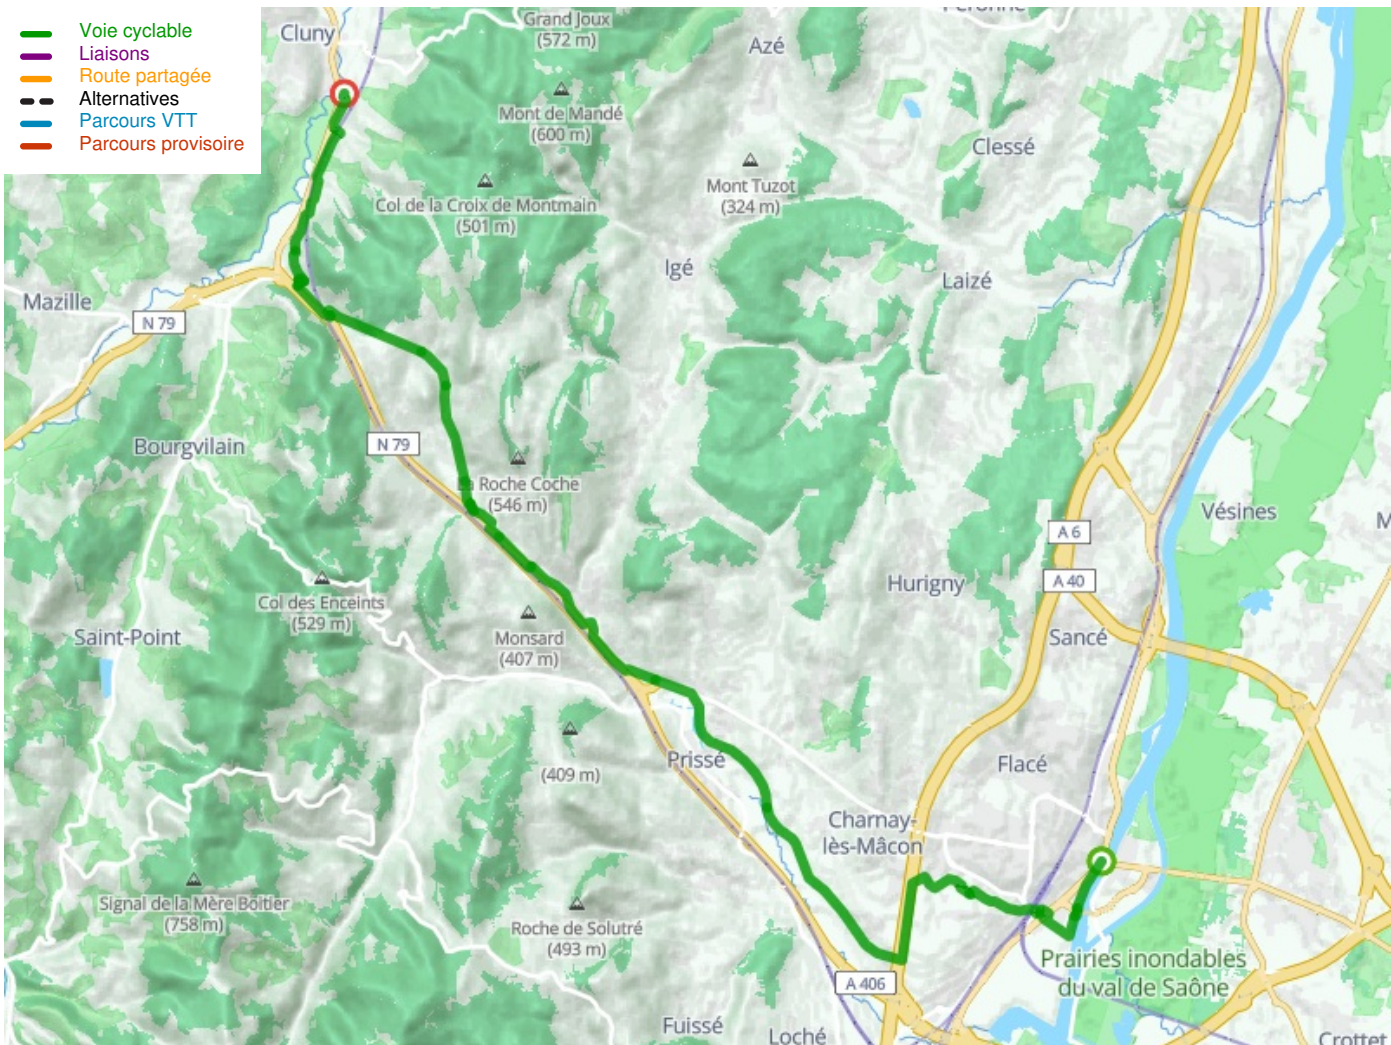 Voie cyclable
Liaisons
Route partagée
Alternatives
Parcours VTT
Parcours provisoire
Cluny
Grand Joux
(572 m)
Azé
Mont de Mandé
(600 m)
Clessé
Mont Tuzot
(324 m)
Col de la Croix de Montmain
(501 m)
Igé
Laizé
Mazille
N 79
Bourgvilain
N 79
La Roche Coche
(546 m)
Vésines
A 6
A 40
Hurigny
Col des Enceints
(529 m)
Saint-Point
Monsard
(407 m)
Sancé
Prissé
(409 m)
Flacé
Charnay-
lès-Mâcon
Signal de la Mère Boitier
(758 m)
Roche de Solutré
(493 m)
Prairies inondables
du val de Saône
A 406
Fuissé
Loché
Crottet